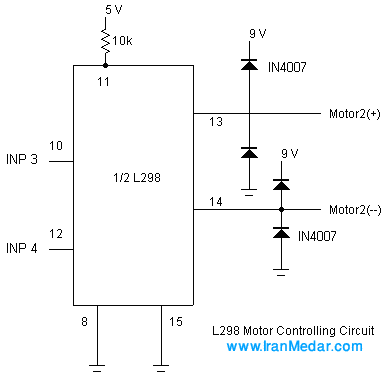 5 V
10k
11
9 V
IN4007
13
Motor2(+)
10
INP 3
1/2 L298
9 V
14
Motor2(--)
12
INP 4
IN4007
8
15
L298 Motor Controlling Circuit
www.IranMedar.com